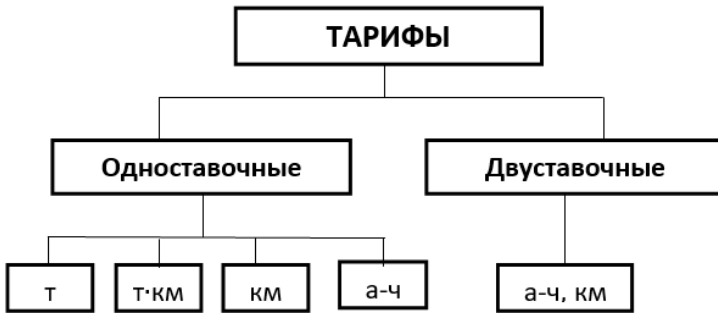 ТАРИФЫ
Одноставочные
Двуставочные
т
т·км
км
а-ч
а-ч, км